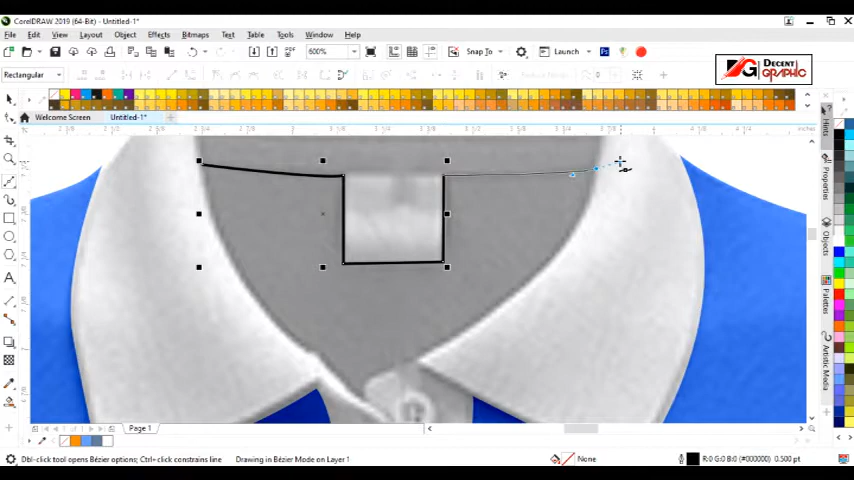 CorelDRAW 2019 (64-Bit) - Untitled-1*
File Edit View Layout Object Effects Bitmaps Text Table Tools Window Help
PDF 600% Snap To Launch Ps
Rectangular
DECENT
GRAPHIC
Welcome Screen Untitled-1*
inches
Hints
Properties
Objects
Palettes
Artistic Media
Page 1
Dbl-click tool opens Bézier options; Ctrl+click constrains line Drawing in Bézier Mode on Layer 1 None R:0 G:0 B:0 (#000000) 0.500 pt